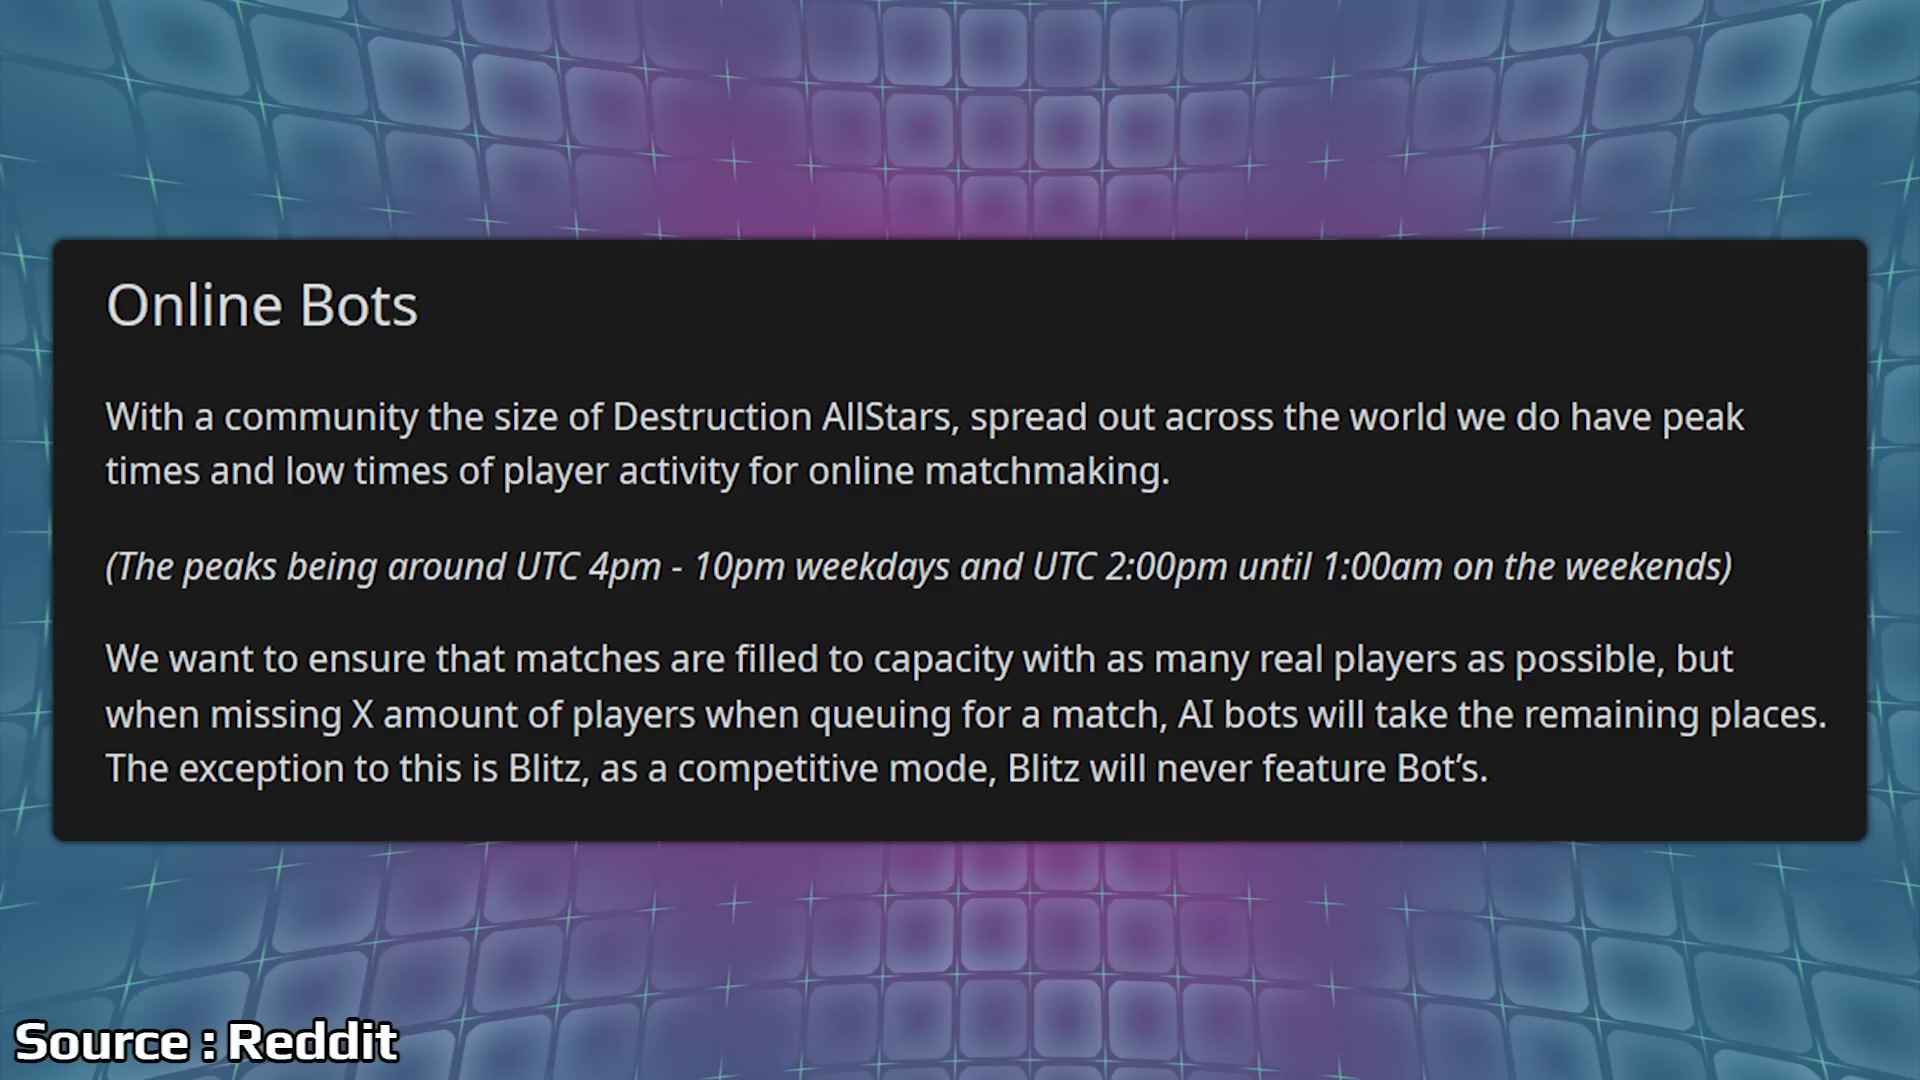 Online Bots
With a community the size of Destruction AllStars, spread out across the world we do have peak
times and low times of player activity for online matchmaking.
(The peaks being around UTC 4pm - 10pm weekdays and UTC 2:00pm until 1:00am on the weekends)
We want to ensure that matches are filled to capacity with as many real players as possible, but
when missing X amount of players when queuing for a match, AI bots will take the remaining places.
The exception to this is Blitz, as a competitive mode, Blitz will never feature Bot’s.
Source : Reddit